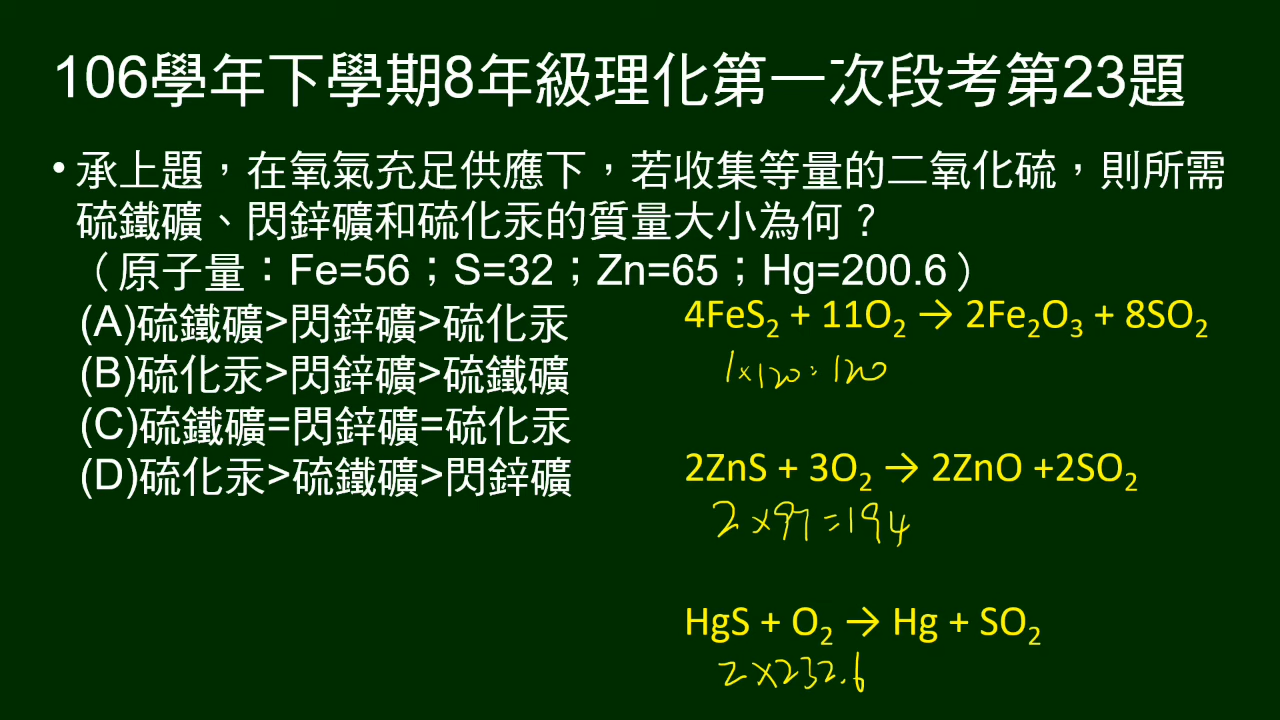 106學年下學期8年級理化第一次段考第23題
• 承上題，在氧氣充足供應下，若收集等量的二氧化硫，則所需
硫鐵礦、閃鋅礦和硫化汞的質量大小為何？
（原子量：Fe=56；S=32；Zn=65；Hg=200.6）
(A)硫鐵礦>閃鋅礦>硫化汞
(B)硫化汞>閃鋅礦>硫鐵礦
(C)硫鐵礦=閃鋅礦=硫化汞
(D)硫化汞>硫鐵礦>閃鋅礦
4FeS₂ + 11O₂ → 2Fe₂O₃ + 8SO₂
1×120=120
2ZnS + 3O₂ → 2ZnO +2SO₂
2×97=194
HgS + O₂ → Hg + SO₂
2×232.6